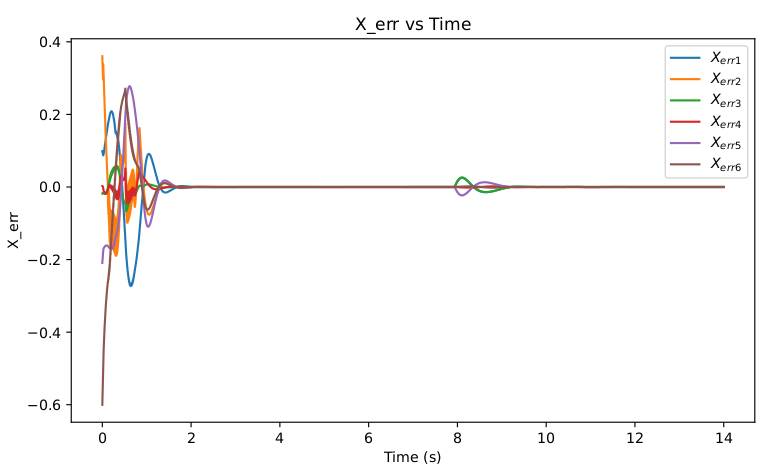 X_err vs Time
X_err
0.4
0.2
0.0
−0.2
−0.4
−0.6
X_err1
X_err2
X_err3
X_err4
X_err5
X_err6
0 2 4 6 8 10 12 14
Time (s)